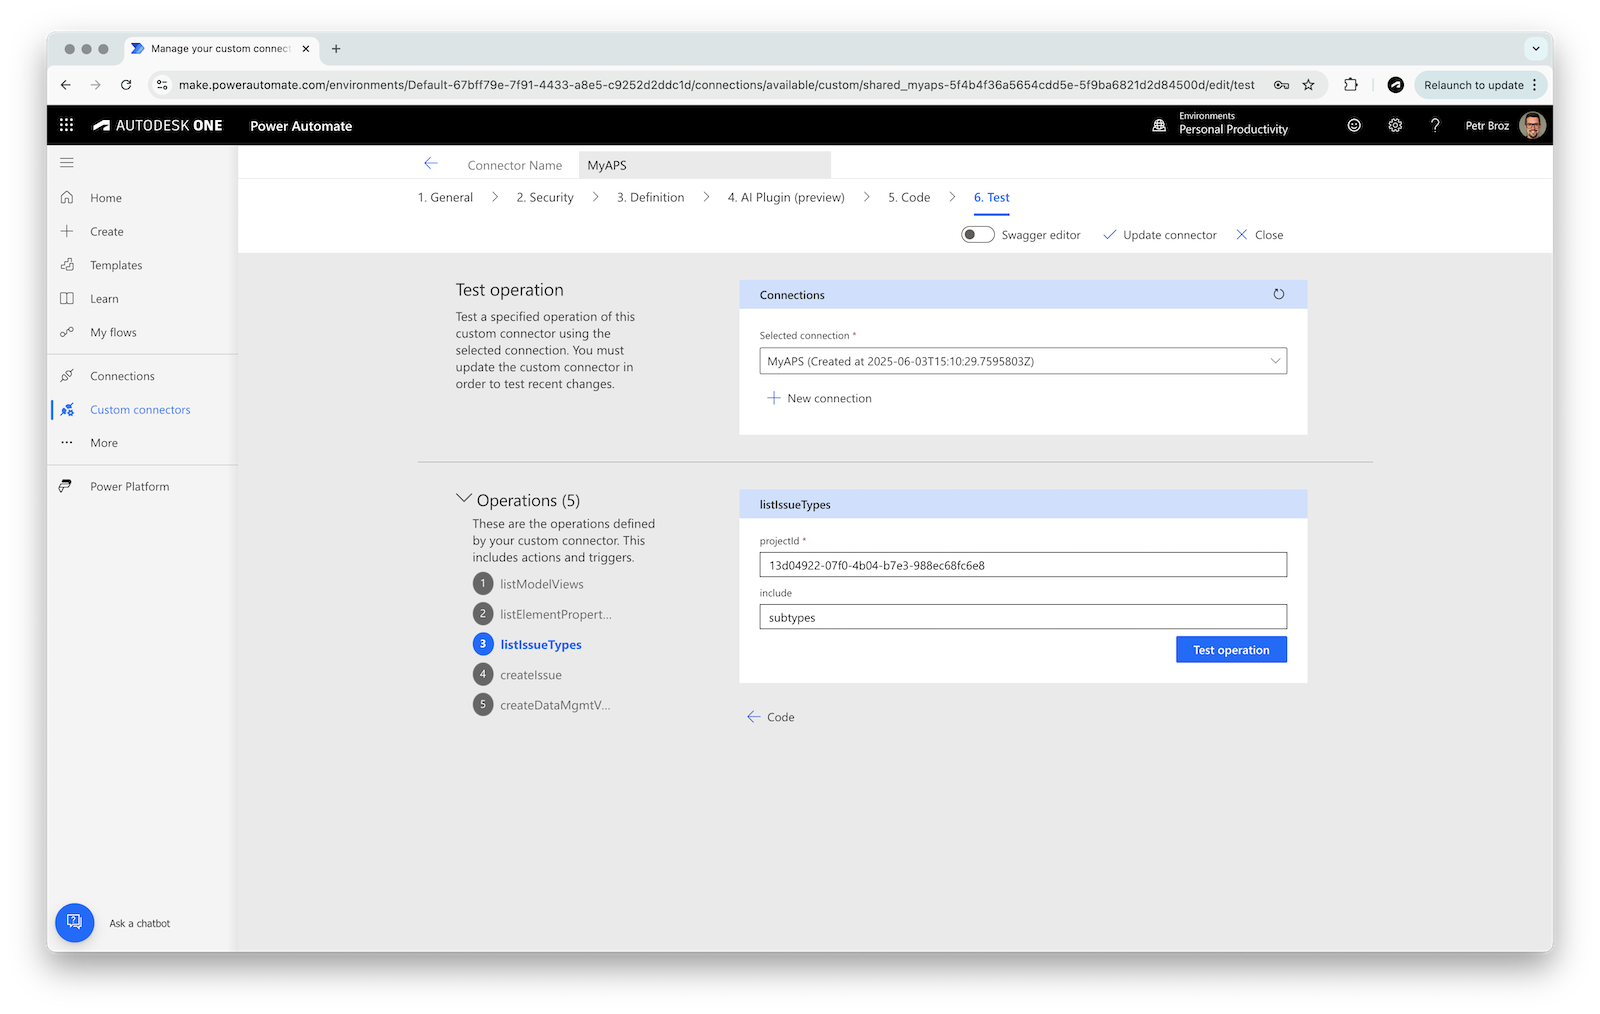 Manage your custom connect
make.powerautomate.com/environments/Default-67bff79e-7f91-4433-a8e5-c9252d2ddc1d/connections/available/custom/shared_myaps-5f4b4f36a5654cdd5e-5f9ba6821d2d84500d/edit/test
Relaunch to update
AUTODESK ONE
Power Automate
Environments
Personal Productivity
Petr Broz
Home
Create
Templates
Learn
My flows
Connections
Custom connectors
More
Power Platform
Ask a chatbot
Connector Name
MyAPS
1. General
2. Security
3. Definition
4. AI Plugin (preview)
5. Code
6. Test
Swagger editor
Update connector
Close
Test operation
Test a specified operation of this
custom connector using the
selected connection. You must
update the custom connector in
order to test recent changes.
Connections
Selected connection *
MyAPS (Created at 2025-06-03T15:10:29.7595803Z)
New connection
Operations (5)
These are the operations defined
by your custom connector. This
includes actions and triggers.
1 listModelViews
2 listElementPropert...
3 listIssueTypes
4 createIssue
5 createDataMgmtV...
listIssueTypes
projectId *
13d04922-07f0-4b04-b7e3-988ec68fc6e8
include
subtypes
Test operation
Code